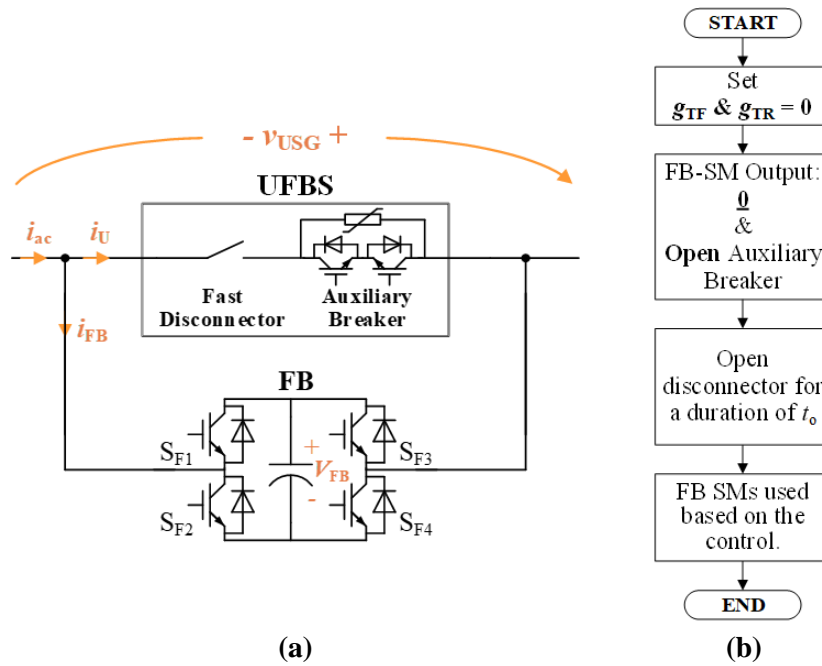 - vUSG +
UFBS
iac
iU
Fast
Disconnector
Auxiliary
Breaker
iFB
FB
SF1
SF2
+
VFB
-
SF3
SF4
(a)
START
Set
gTF & gTR = 0
FB-SM Output:
0
&
Open Auxiliary
Breaker
Open
disconnector for
a duration of to
FB SMs used
based on the
control.
END
(b)